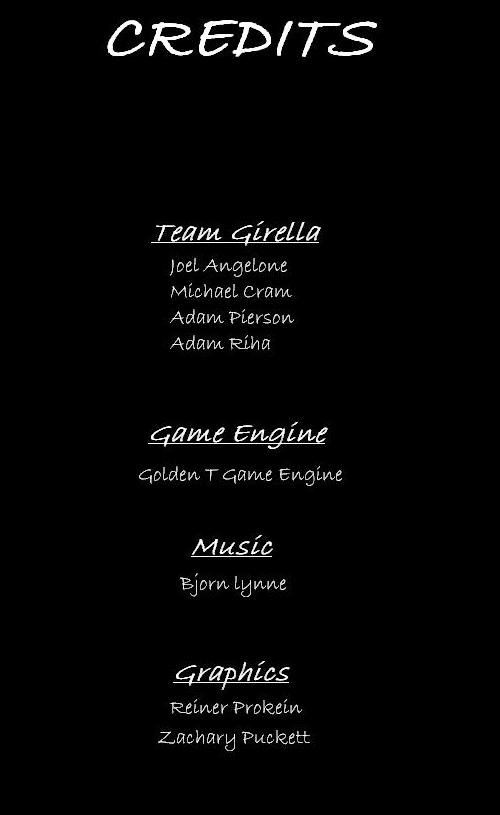 CREDITS
Team Girella
Joel Angelone
Michael Cram
Adam Pierson
Adam Riha
Game Engine
Golden T Game Engine
Music
Bjorn lynne
Graphics
Reiner Prokein
Zachary Puckett